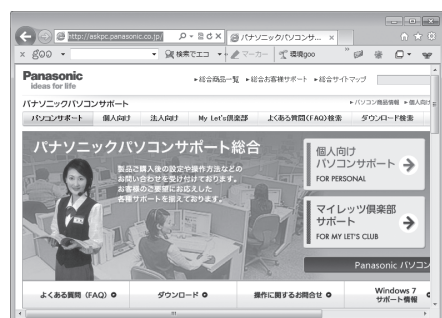 http://askpc.panasonic.co.jp/
パナソニックパソコンサ...
goo
検索でエコ
マーカー
環境goo
Panasonic
ideas for life
総合商品一覧
総合お客様サポート
総合サイトマップ
パナソニックパソコンサポート
パソコン商品情報
個人向け
パソコンサポート
個人向け
法人向け
My Let's倶楽部
よくある質問(FAQ)検索
ダウンロード検索
パナソニックパソコンサポート総合
製品ご購入後の設定や操作方法などの
お問い合わせを受け付けております。
お客様のご要望にお応えした
各種サポートを揃えております。
個人向け
パソコンサポート
FOR PERSONAL
マイレッツ倶楽部
サポート
FOR MY LET'S CLUB
Panasonic パソコン
よくある質問 (FAQ)
ダウンロード
操作に関するお問合せ
Windows 7
サポート情報